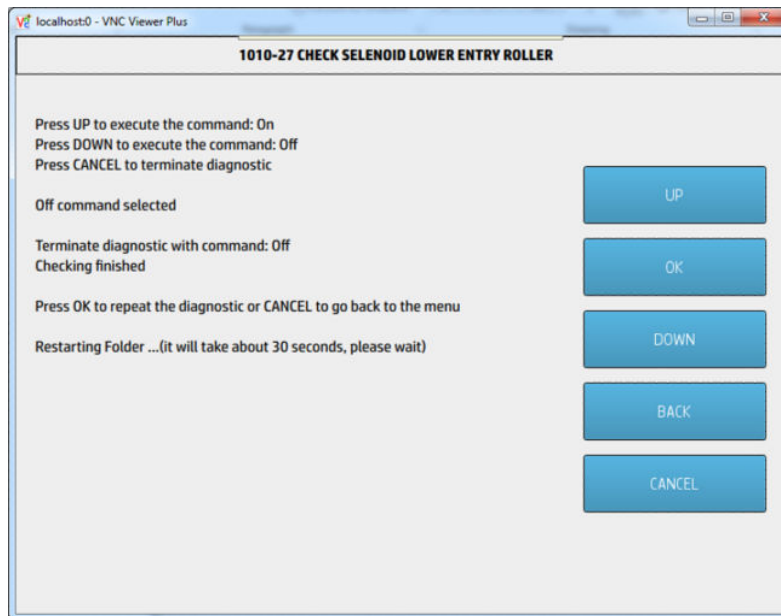 localhost:0 - VNC Viewer Plus
1010-27 CHECK SELENOID LOWER ENTRY ROLLER
Press UP to execute the command: On
Press DOWN to execute the command: Off
Press CANCEL to terminate diagnostic
Off command selected
Terminate diagnostic with command: Off
Checking finished
Press OK to repeat the diagnostic or CANCEL to go back to the menu
Restarting Folder ...(it will take about 30 seconds, please wait)
UP
OK
DOWN
BACK
CANCEL